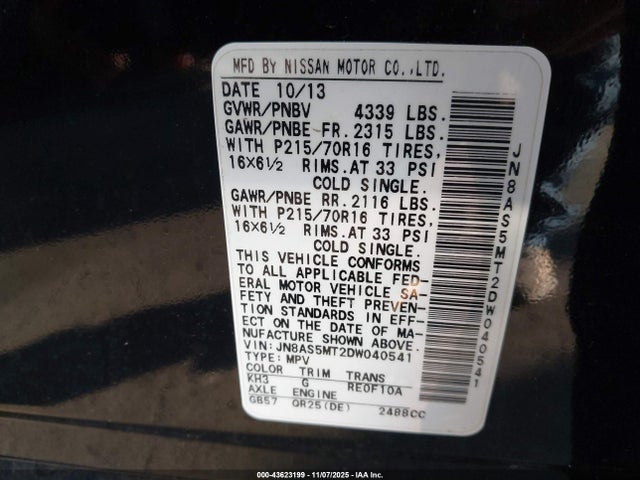 MFD BY NISSAN MOTOR CO.,LTD.
DATE 10/13
GVWR/PNBV 4339 LBS.
GAWR/PNBE FR. 2315 LBS.
WITH P215/70R16 TIRES,
16X6½ RIMS. AT 33 PSI
COLD SINGLE.
GAWR/PNBE RR. 2116 LBS.
WITH P215/70R16 TIRES,
16X6½ RIMS. AT 33 PSI
COLD SINGLE.
THIS VEHICLE CONFORMS
TO ALL APPLICABLE FED-
ERAL MOTOR VEHICLE SA-
FETY AND THEFT PREVEN-
TION STANDARDS IN EFF-
ECT ON THE DATE OF MA-
NUFACTURE SHOWN ABOVE.
VIN: JN8AS5MT2DW040541
TYPE: MPV
COLOR TRIM TRANS
KH3 G RE0F10A
AXLE ENGINE
GB57 QR25(DE) 2488CC
JN8AS5MT2DW040541
000-43623199 - 11/07/2025 - IAA Inc.